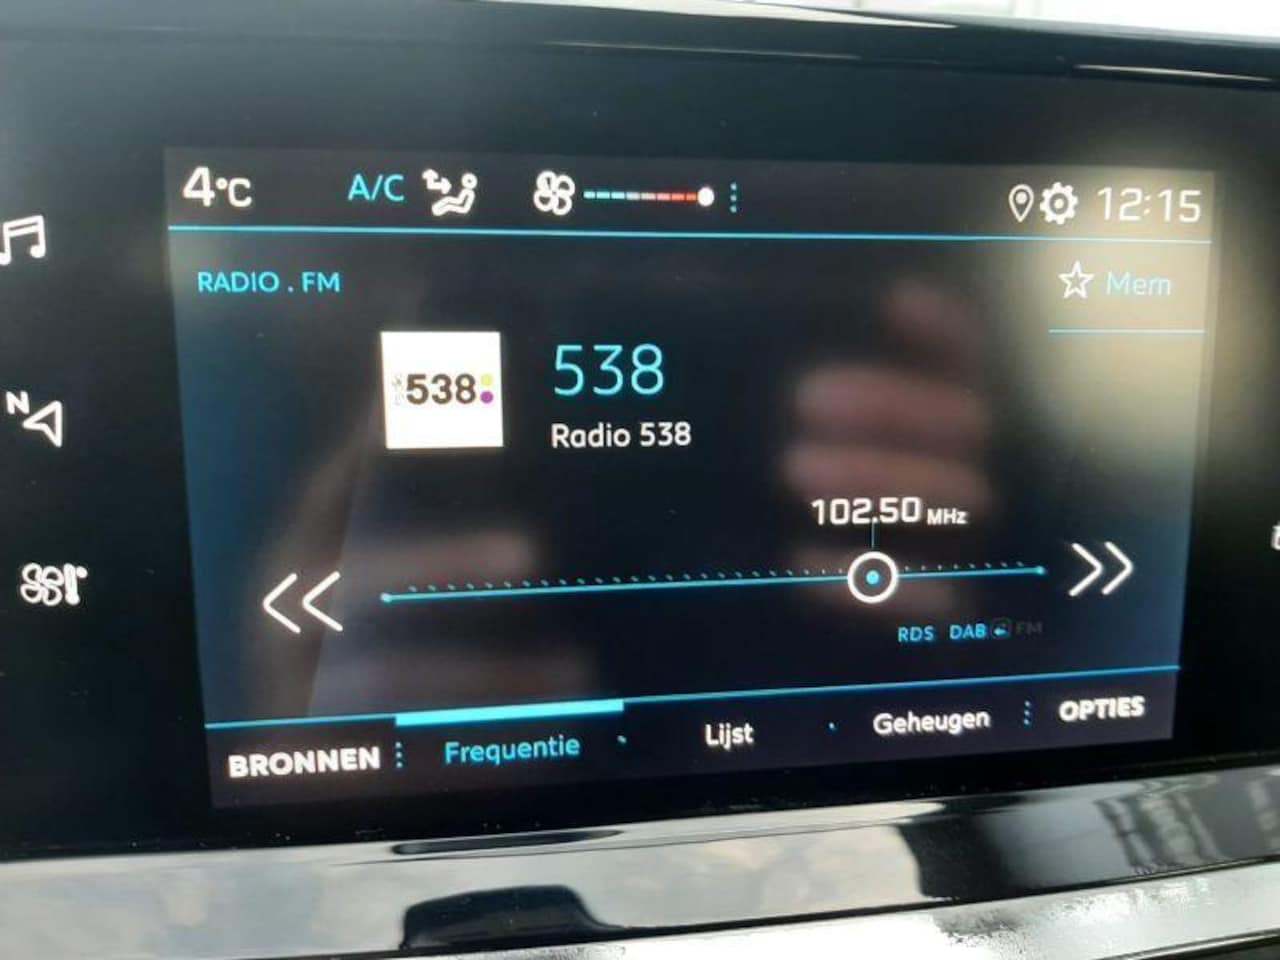 4°C A/C 12:15
RADIO . FM
Mem
538
538
Radio 538
102.50 MHz
N
RDS DAB FM
BRONNEN Frequentie Lijst Geheugen OPTIES